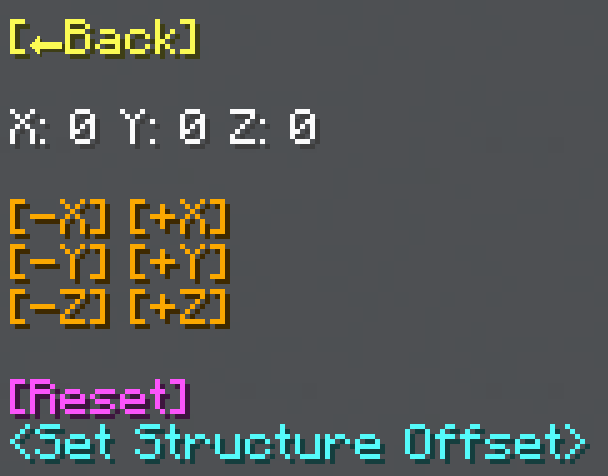 [←Back]
X: 0 Y: 0 Z: 0
[-X] [+X]
[-Y] [+Y]
[-Z] [+Z]
[Reset]
<Set Structure Offset>